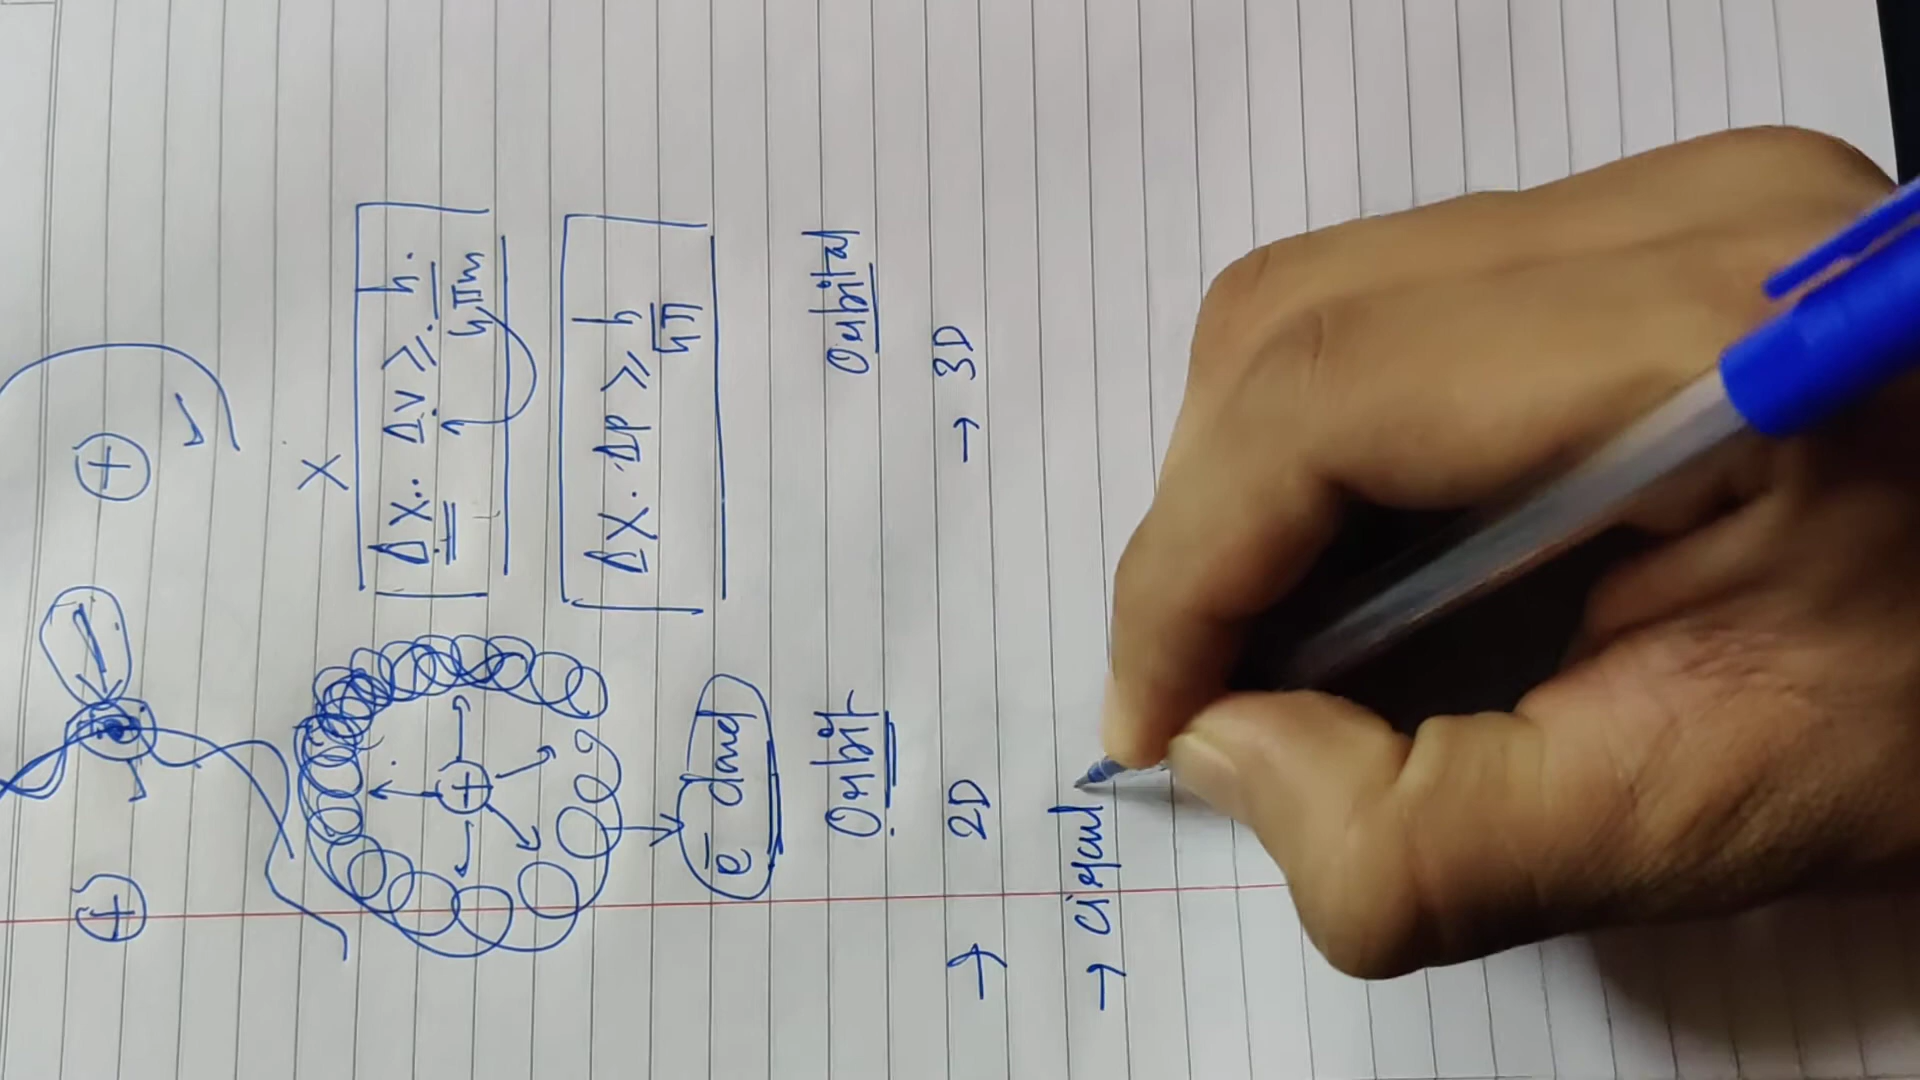 Δx. Δv ≥ h/4πm
Δx. Δp ≥ h/4π
e⁻ cloud
Orbit Orbital
→ 2D → 3D
→ Circul